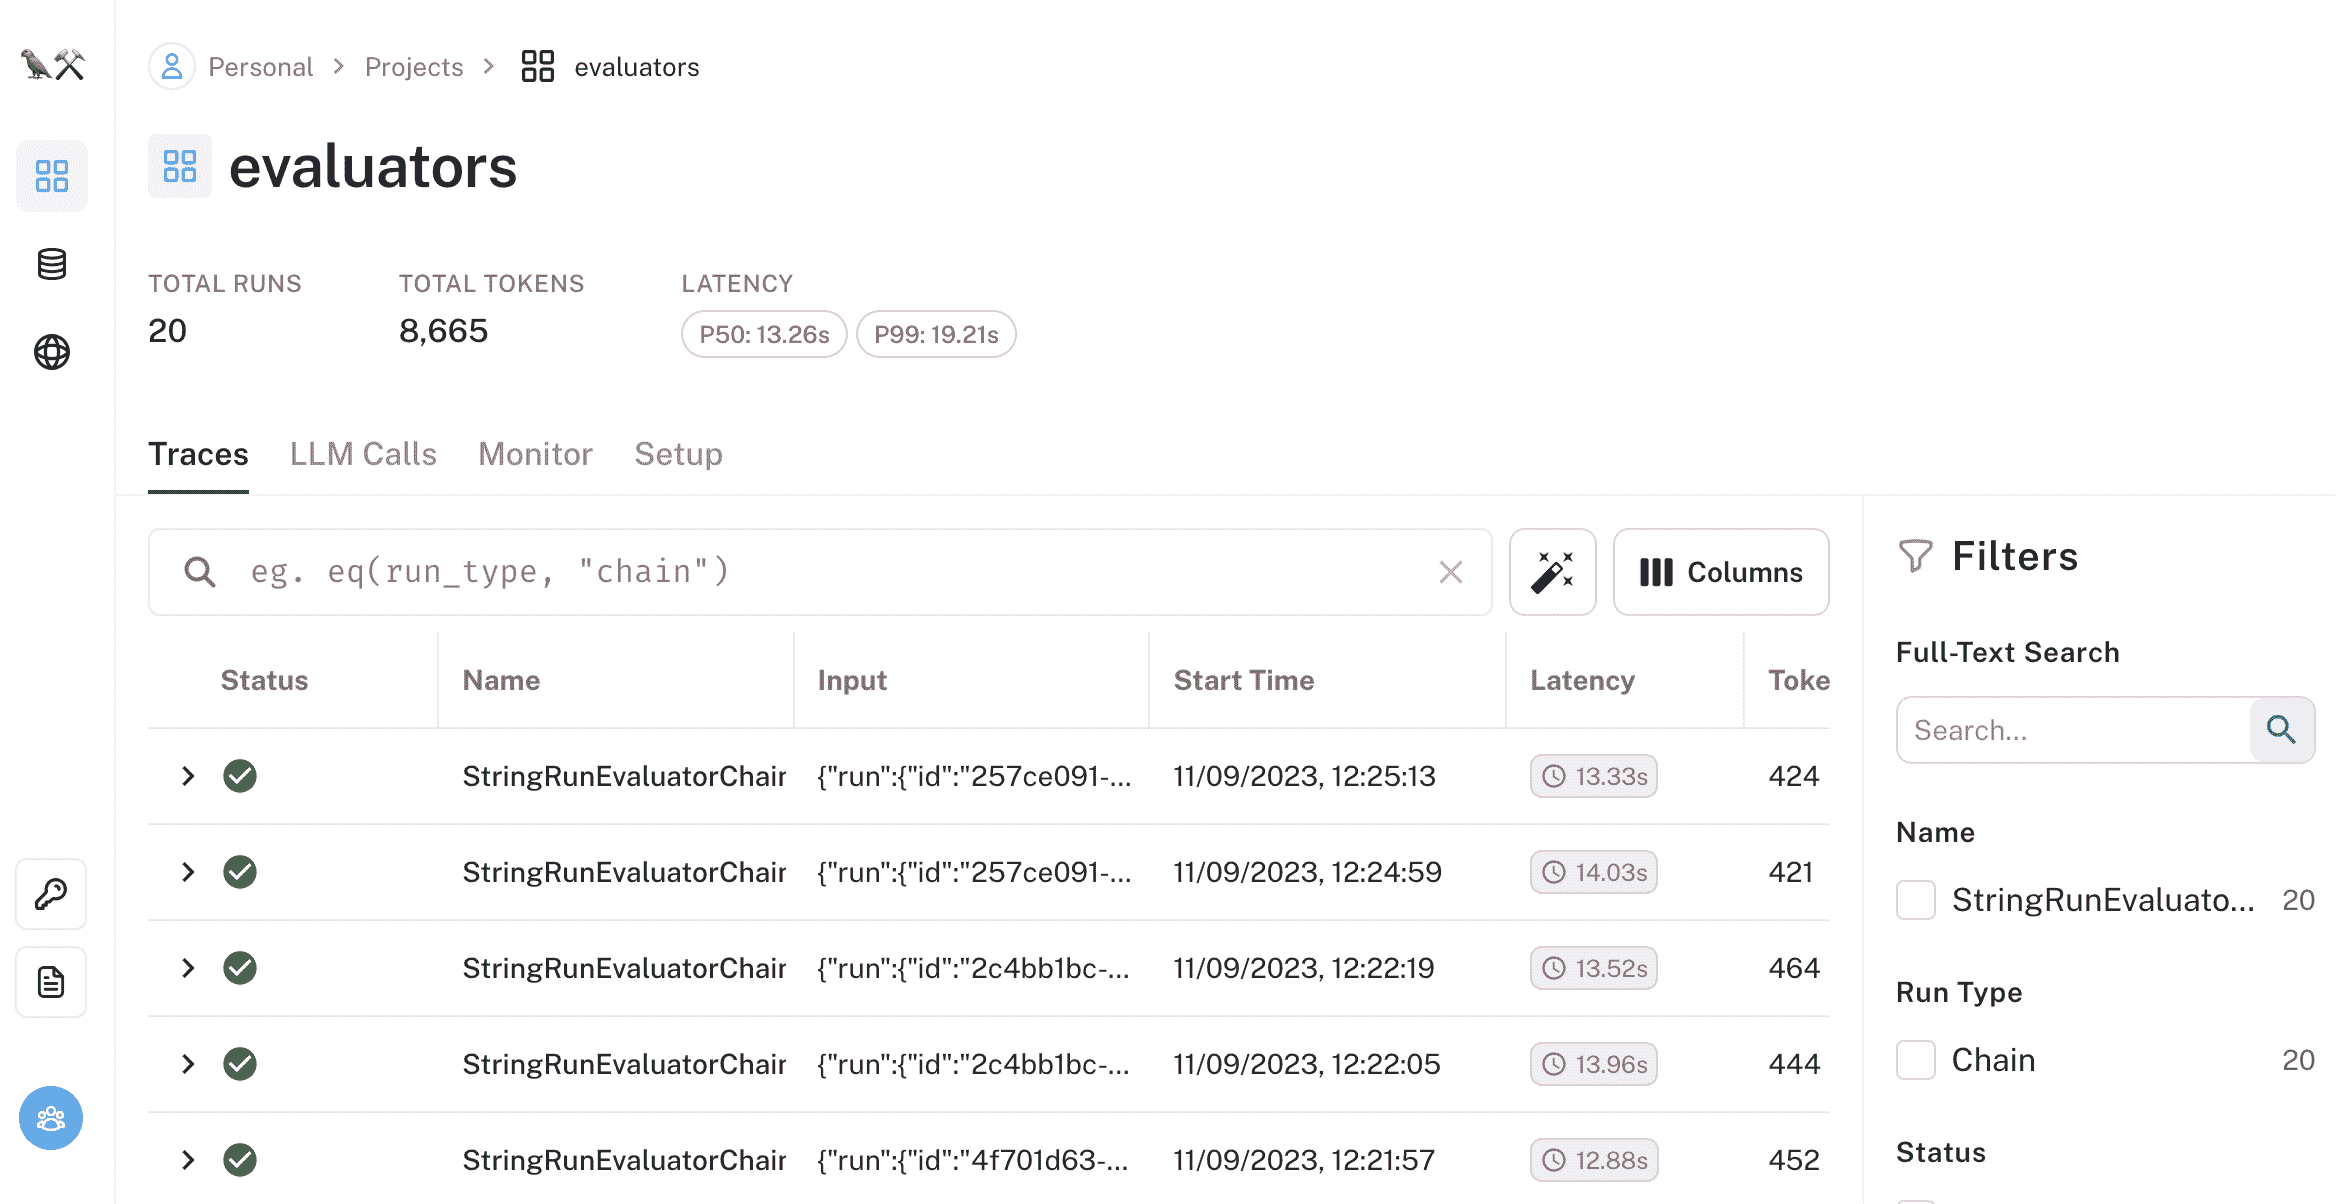 Personal > Projects > evaluators
evaluators
TOTAL RUNS TOTAL TOKENS LATENCY
20 8,665 P50: 13.26s P99: 19.21s
Traces LLM Calls Monitor Setup
eg. eq(run_type, "chain") Columns
Status Name Input Start Time Latency Toke
StringRunEvaluatorChair {"run":{"id":"257ce091-... 11/09/2023, 12:25:13 13.33s 424
StringRunEvaluatorChair {"run":{"id":"257ce091-... 11/09/2023, 12:24:59 14.03s 421
StringRunEvaluatorChair {"run":{"id":"2c4bb1bc-... 11/09/2023, 12:22:19 13.52s 464
StringRunEvaluatorChair {"run":{"id":"2c4bb1bc-... 11/09/2023, 12:22:05 13.96s 444
StringRunEvaluatorChair {"run":{"id":"4f701d63-... 11/09/2023, 12:21:57 12.88s 452
Filters
Full-Text Search
Search...
Name
StringRunEvaluato... 20
Run Type
Chain 20
Status